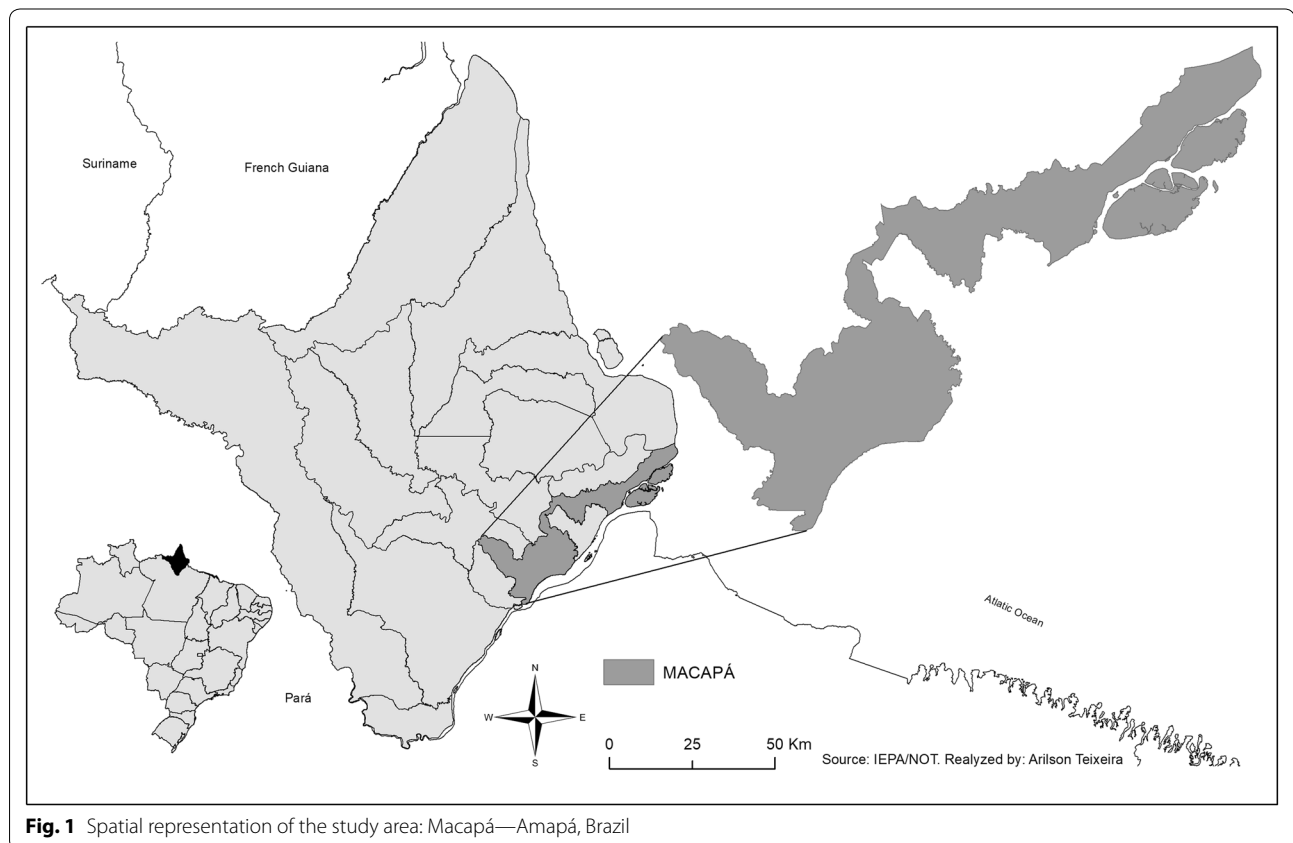 Suriname
French Guiana
Atlatic Ocean
Pará
N
W
E
S
MACAPÁ
0 25 50 Km
Source: IEPA/NOT. Realyzed by: Arilson Teixeira
Fig. 1 Spatial representation of the study area: Macapá—Amapá, Brazil